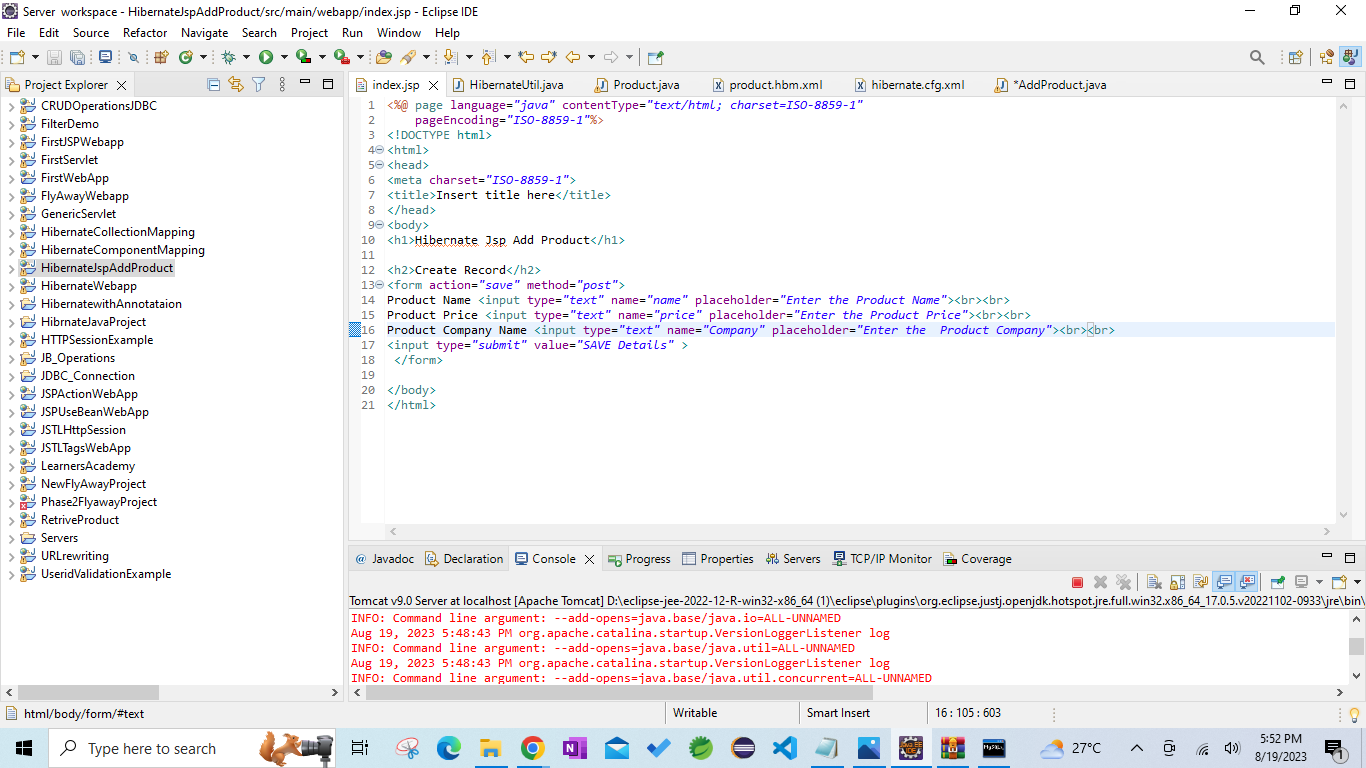 Server workspace - HibernateJspAddProduct/src/main/webapp/index.jsp - Eclipse IDE
File Edit Source Refactor Navigate Search Project Run Window Help
Project Explorer
CRUDOperationsJDBC
FilterDemo
FirstJSPWebapp
FirstServlet
FirstWebApp
FlyAwayWebapp
GenericServlet
HibernateCollectionMapping
HibernateComponentMapping
HibernateJspAddProduct
HibernateWebapp
HibernatewithAnnotataion
HibrnateJavaProject
HTTPSessionExample
JB_Operations
JDBC_Connection
JSPActionWebApp
JSPUseBeanWebApp
JSTLHttpSession
JSTLTagsWebApp
LearnersAcademy
NewFlyAwayProject
Phase2FlyawayProject
RetriveProduct
Servers
URLrewriting
UseridValidationExample
index.jsp HibernateUtil.java Product.java product.hbm.xml hibernate.cfg.xml *AddProduct.java
1 <%@ page language="java" contentType="text/html; charset=ISO-8859-1"
2 pageEncoding="ISO-8859-1"%>
3 <!DOCTYPE html>
4 <html>
5 <head>
6 <meta charset="ISO-8859-1">
7 <title>Insert title here</title>
8 </head>
9 <body>
10 <h1>Hibernate Jsp Add Product</h1>
11
12 <h2>Create Record</h2>
13 <form action="save" method="post">
14 Product Name <input type="text" name="name" placeholder="Enter the Product Name"><br><br>
15 Product Price <input type="text" name="price" placeholder="Enter the Product Price"><br><br>
16 Product Company Name <input type="text" name="Company" placeholder="Enter the  Product Company"><br><br>
17 <input type="submit" value="SAVE Details" >
18 </form>
19
20 </body>
21 </html>
@ Javadoc Declaration Console Progress Properties Servers TCP/IP Monitor Coverage
Tomcat v9.0 Server at localhost [Apache Tomcat] D:\eclipse-jee-2022-12-R-win32-x86_64 (1)\eclipse\plugins\org.eclipse.justj.openjdk.hotspot.jre.full.win32.x86_64_17.0.5.v20221102-0933\jre\bin\
INFO: Command line argument: --add-opens=java.base/java.io=ALL-UNNAMED
Aug 19, 2023 5:48:43 PM org.apache.catalina.startup.VersionLoggerListener log
INFO: Command line argument: --add-opens=java.base/java.util=ALL-UNNAMED
Aug 19, 2023 5:48:43 PM org.apache.catalina.startup.VersionLoggerListener log
INFO: Command line argument: --add-opens=java.base/java.util.concurrent=ALL-UNNAMED
html/body/form/#text Writable Smart Insert 16 : 105 : 603
Type here to search
27°C
5:52 PM
8/19/2023
1